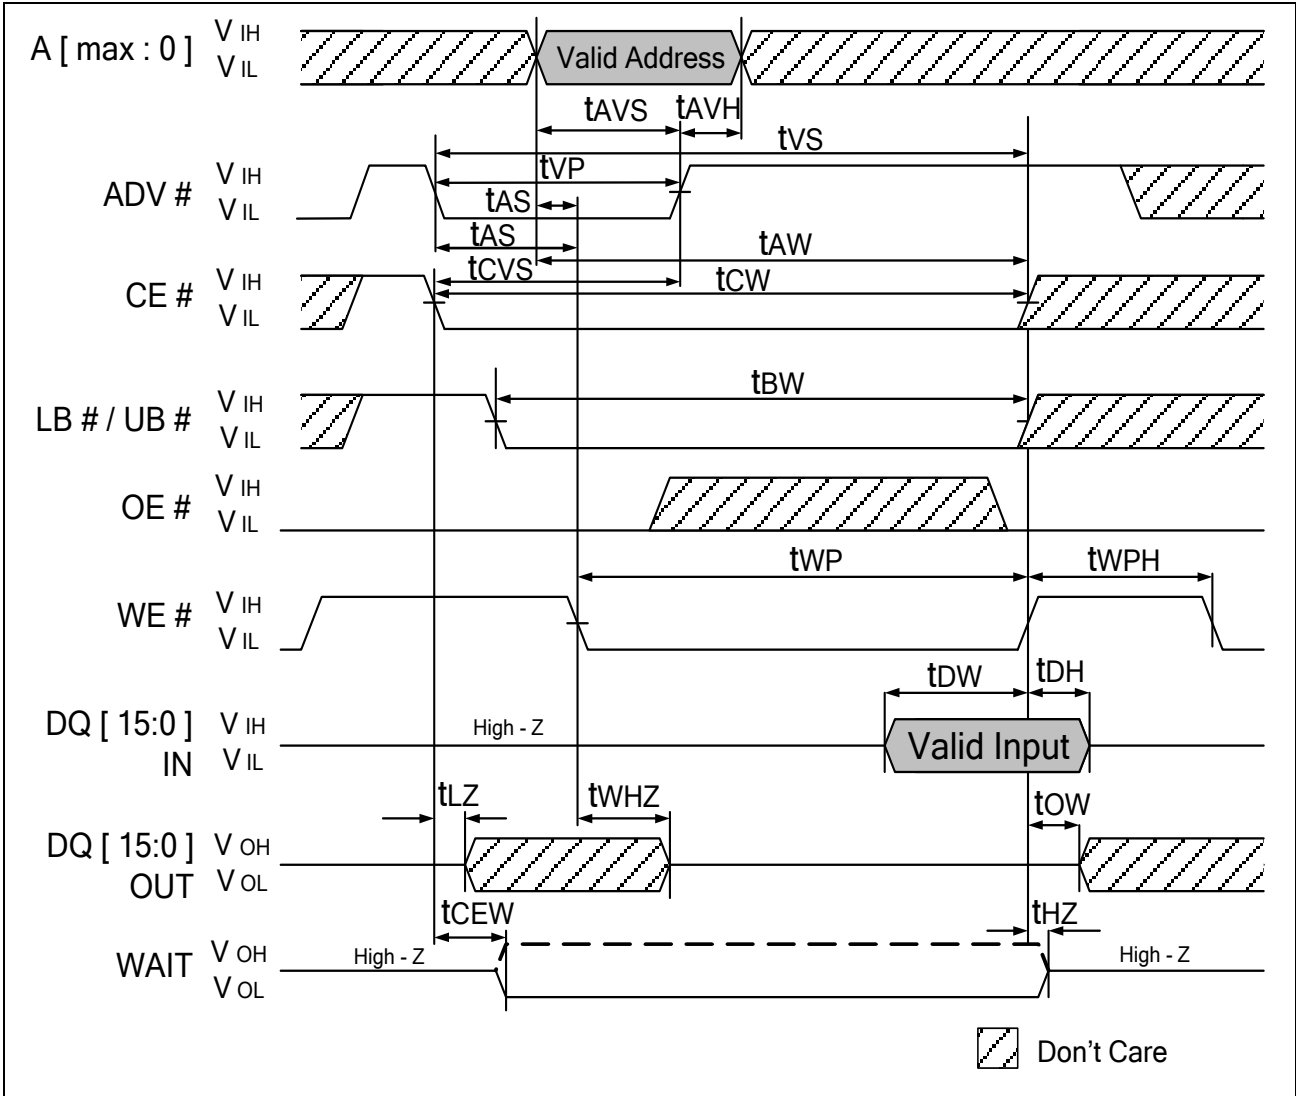 A [ max : 0 ] V IH
V IL
Valid Address
tAVS tAVH
tVS
ADV # V IH
V IL
tVP
tAS
tAS
tAW
CE # V IH
V IL
tCVS
tCW
LB # / UB # V IH
V IL
tBW
OE # V IH
V IL
tWP tWPH
WE # V IH
V IL
tDW tDH
DQ [ 15:0 ] V IH
IN V IL
High - Z
Valid Input
tLZ tWHZ tOW
DQ [ 15:0 ] V OH
OUT V OL
tCEW tHZ
WAIT V OH
V OL
High - Z High - Z
Don't Care